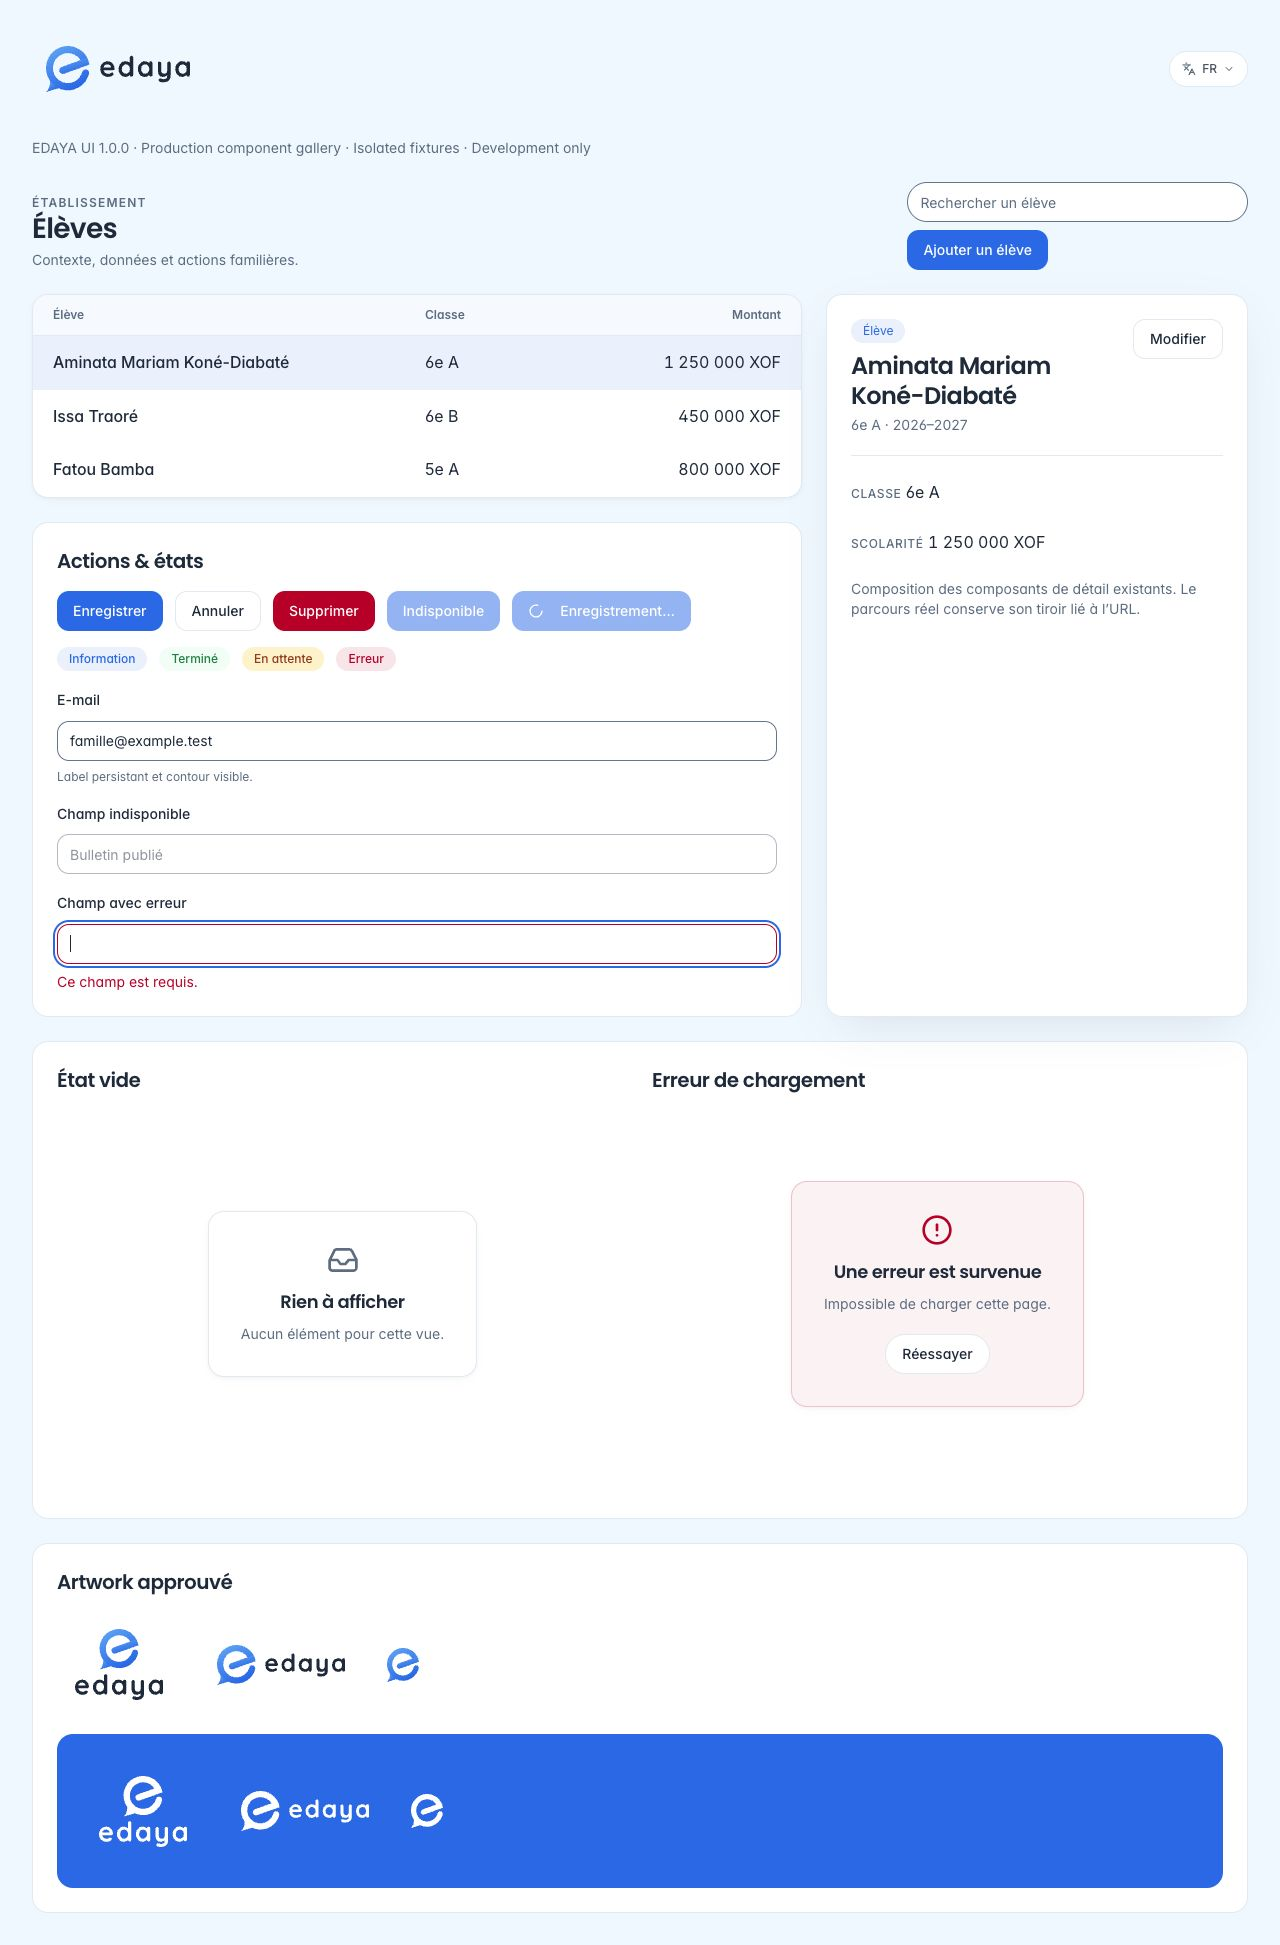 edaya
FR
EDAYA UI 1.0.0 · Production component gallery · Isolated fixtures · Development only
ÉTABLISSEMENT
Élèves
Contexte, données et actions familières.
Rechercher un élève
Ajouter un élève
Élève Classe Montant
Aminata Mariam Koné-Diabaté 6e A 1 250 000 XOF
Issa Traoré 6e B 450 000 XOF
Fatou Bamba 5e A 800 000 XOF
Élève
Modifier
Aminata Mariam
Koné-Diabaté
6e A · 2026–2027
CLASSE 6e A
SCOLARITÉ 1 250 000 XOF
Composition des composants de détail existants. Le
parcours réel conserve son tiroir lié à l’URL.
Actions & états
Enregistrer Annuler Supprimer Indisponible Enregistrement…
Information Terminé En attente Erreur
E-mail
famille@example.test
Label persistant et contour visible.
Champ indisponible
Bulletin publié
Champ avec erreur
Ce champ est requis.
État vide
Rien à afficher
Aucun élément pour cette vue.
Erreur de chargement
Une erreur est survenue
Impossible de charger cette page.
Réessayer
Artwork approuvé
edaya edaya
edaya edaya